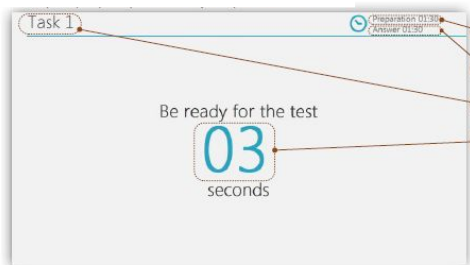 Task 1
Preparation 01:30
Answer 01:30
Be ready for the test
03
seconds